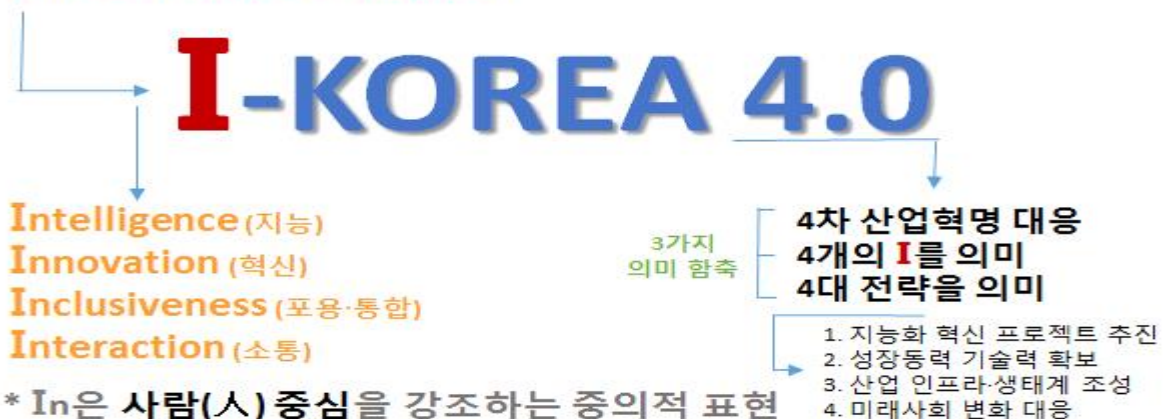 I-KOREA 4.0
Intelligence (지능)
Innovation (혁신)
Inclusiveness (포용·통합)
Interaction (소통)
* In은 사람(人) 중심을 강조하는 중의적 표현
3가지
의미 함축
4차 산업혁명 대응
4개의 I를 의미
4대 전략을 의미
1. 지능화 혁신 프로젝트 추진
2. 성장동력 기술력 확보
3. 산업 인프라·생태계 조성
4. 미래사회 변화 대응